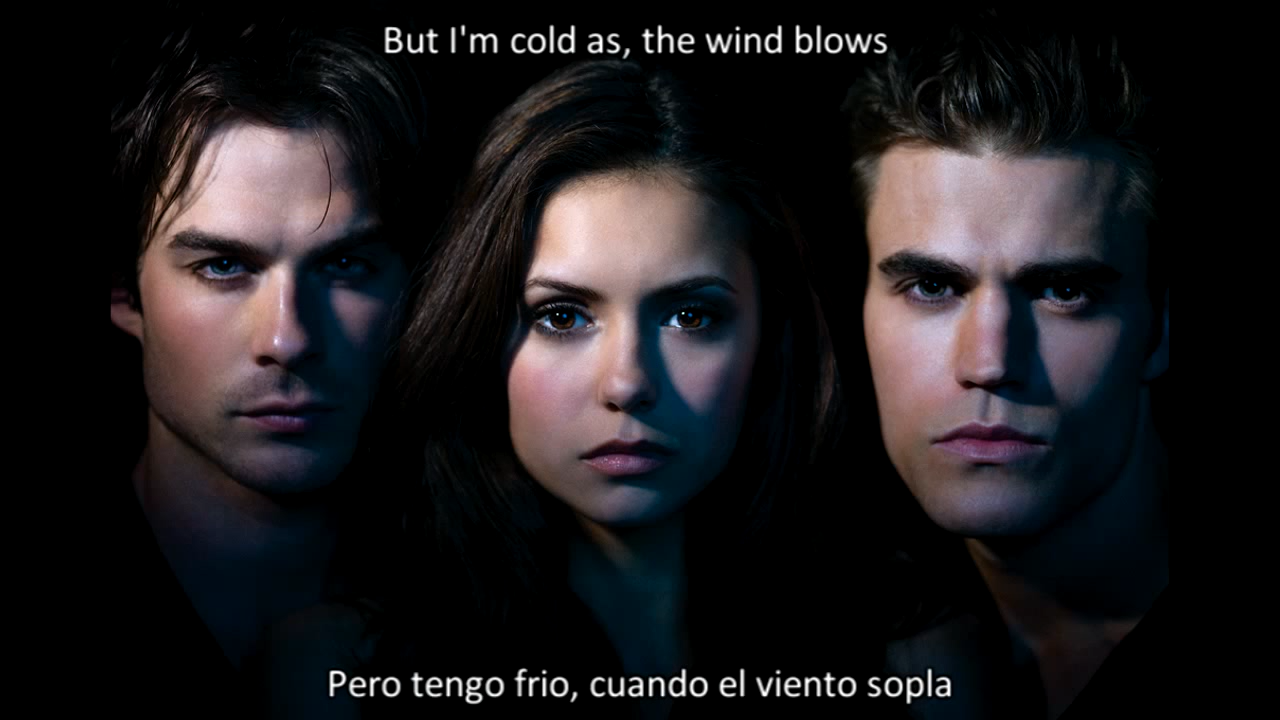 But I'm cold as, the wind blows
Pero tengo frio, cuando el viento sopla